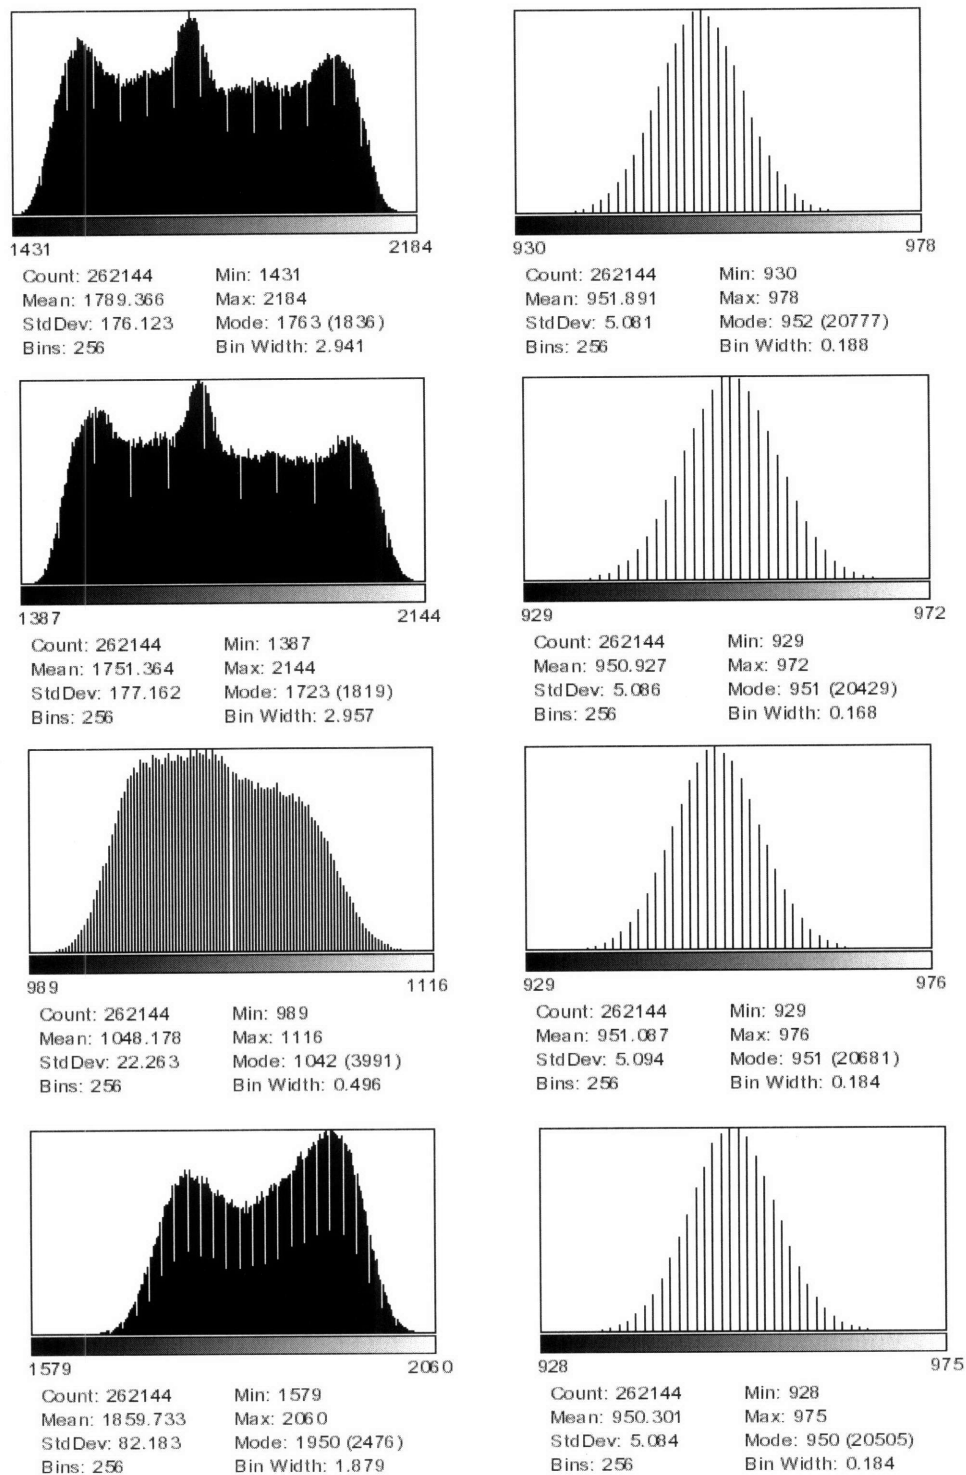 1431 2184
Count: 262144 Min: 1431
Mean: 1789.366 Max: 2184
StdDev: 176.123 Mode: 1763 (1836)
Bins: 256 Bin Width: 2.941
930 978
Count: 262144 Min: 930
Mean: 951.891 Max: 978
StdDev: 5.081 Mode: 952 (20777)
Bins: 256 Bin Width: 0.188
1387 2144
Count: 262144 Min: 1387
Mean: 1751.364 Max: 2144
StdDev: 177.162 Mode: 1723 (1819)
Bins: 256 Bin Width: 2.957
929 972
Count: 262144 Min: 929
Mean: 950.927 Max: 972
StdDev: 5.086 Mode: 951 (20429)
Bins: 256 Bin Width: 0.168
989 1116
Count: 262144 Min: 989
Mean: 1048.178 Max: 1116
StdDev: 22.263 Mode: 1042 (3991)
Bins: 256 Bin Width: 0.496
929 976
Count: 262144 Min: 929
Mean: 951.087 Max: 976
StdDev: 5.094 Mode: 951 (20681)
Bins: 256 Bin Width: 0.184
1579 2060
Count: 262144 Min: 1579
Mean: 1859.733 Max: 2060
StdDev: 82.183 Mode: 1950 (2476)
Bins: 256 Bin Width: 1.879
928 975
Count: 262144 Min: 928
Mean: 950.301 Max: 975
StdDev: 5.084 Mode: 950 (20505)
Bins: 256 Bin Width: 0.184